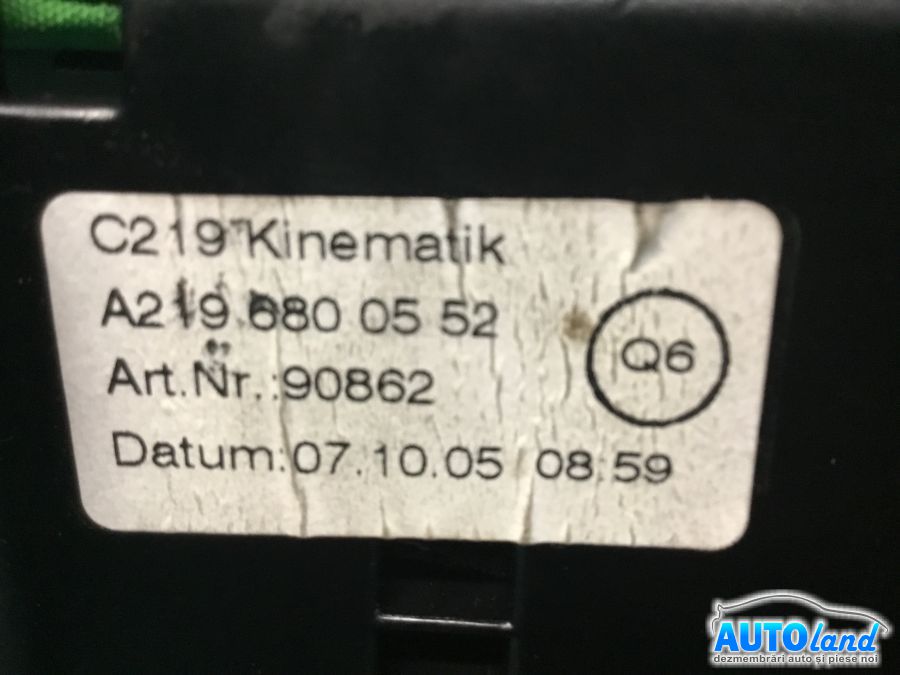 C219 Kinematik
A219 680 05 52
Art.Nr.:90862
Q6
Datum:07.10.05 08:59
AUTOland
dezmembrări auto și piese noi